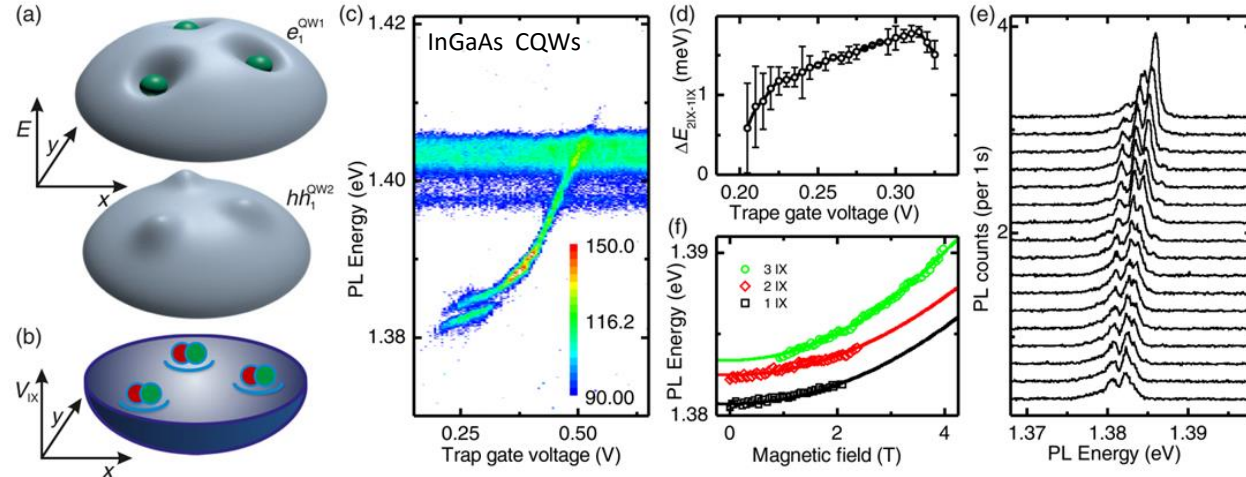 (a)
e₁QW1
E
y
x
hh₁QW2
(b)
VIX
y
x
(c)
InGaAs CQWs
1.42
1.40
1.38
PL Energy (eV)
150.0
116.2
90.00
0.25
0.50
Trap gate voltage (V)
(d)
ΔE2IX-1IX (meV)
1
0
0.20
0.25
0.30
Trape gate voltage (V)
(f)
1.39
1.38
PL Energy (eV)
3 IX
2 IX
1 IX
0
2
4
Magnetic field (T)
(e)
4
2
PL counts (per 1 s)
1.37
1.38
1.39
PL Energy (eV)